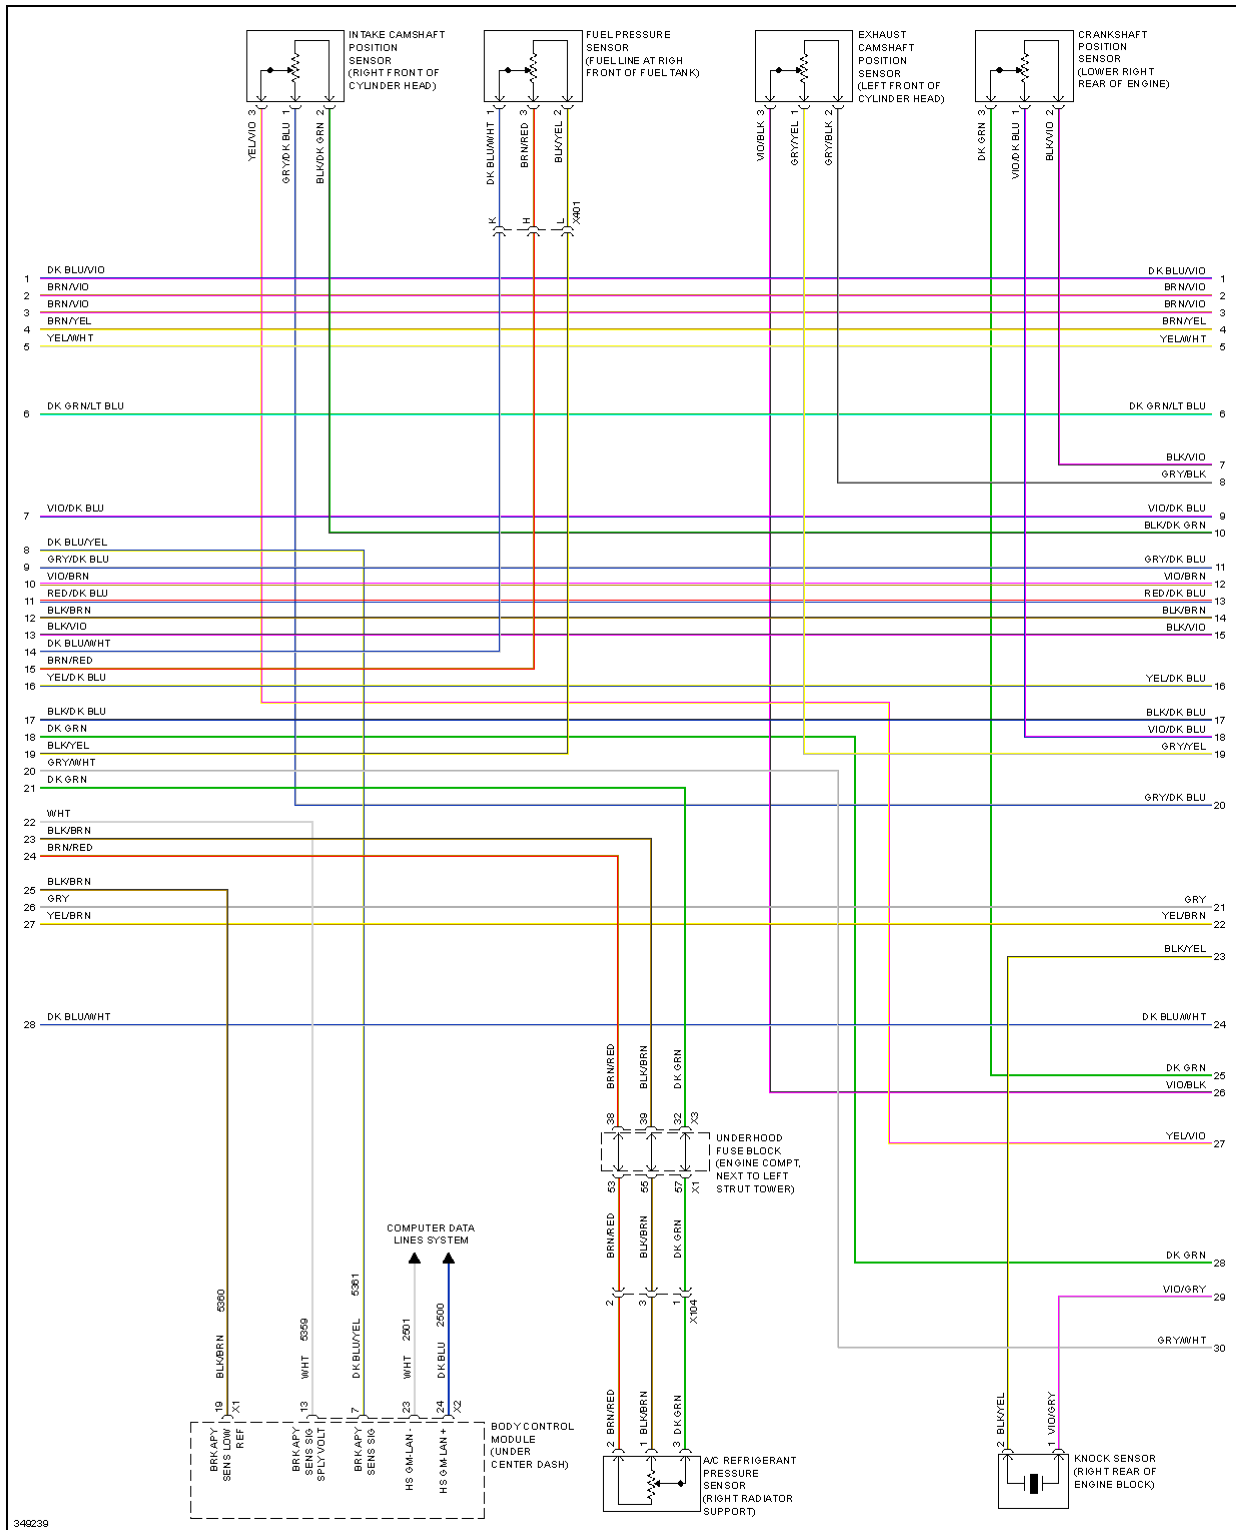 INTAKE CAMSHAFT
POSITION
SENSOR
(RIGHT FRONT OF
CYLINDER HEAD)
FUEL PRESSURE
SENSOR
(FUEL LINE AT RIGH
FRONT OF FUEL TANK)
EXHAUST
CAMSHAFT
POSITION
SENSOR
(LEFT FRONT OF
CYLINDER HEAD)
CRANKSHAFT
POSITION
SENSOR
(LOWER RIGHT
REAR OF ENGINE)
YEL/VIO 3
GRY/DK BLU 1
BLK/DK GRN 2
DK BLU/WHT 1
BRN/RED 3
BLK/YEL 2
VIO/BLK 3
GRY/YEL 1
GRY/BLK 2
DK GRN 3
VIO/DK BLU 1
BLK/VIO 2
K
H
L
X401
1 DK BLU/VIO DK BLU/VIO 1
2 BRN/VIO BRN/VIO 2
3 BRN/VIO BRN/VIO 3
4 BRN/YEL BRN/YEL 4
5 YEL/WHT YEL/WHT 5
6 DK GRN/LT BLU DK GRN/LT BLU 6
BLK/VIO 7
GRY/BLK 8
7 VIO/DK BLU VIO/DK BLU 9
BLK/DK GRN 10
8 DK BLU/YEL
9 GRY/DK BLU GRY/DK BLU 11
10 VIO/BRN VIO/BRN 12
11 RED/DK BLU RED/DK BLU 13
12 BLK/BRN BLK/BRN 14
13 BLK/VIO BLK/VIO 15
14 DK BLU/WHT
15 BRN/RED
16 YEL/DK BLU YEL/DK BLU 16
17 BLK/DK BLU BLK/DK BLU 17
18 DK GRN VIO/DK BLU 18
19 BLK/YEL GRY/YEL 19
20 GRY/WHT
21 DK GRN
GRY/DK BLU 20
22 WHT
23 BLK/BRN
24 BRN/RED
25 BLK/BRN
26 GRY GRY 21
27 YEL/BRN YEL/BRN 22
BLK/YEL 23
28 DK BLU/WHT DK BLU/WHT 24
DK GRN 25
VIO/BLK 26
YEL/VIO 27
DK GRN 28
VIO/GRY 29
GRY/WHT 30
BRN/RED
BLK/BRN
DK GRN
38
39
32
X3
UNDERHOOD
FUSE BLOCK
(ENGINE COMPT,
NEXT TO LEFT
STRUT TOWER)
53
55
57
X1
BRN/RED
BLK/BRN
DK GRN
2
3
1
X104
BRN/RED 2
BLK/BRN 1
DK GRN 3
A/C REFRIGERANT
PRESSURE
SENSOR
(RIGHT RADIATOR
SUPPORT)
COMPUTER DATA
LINES SYSTEM
BLK/BRN 5360
WHT 5359
DK BLU/YEL 5361
WHT 2501
DK BLU 2500
19
X1
13
7
23
24
X2
BRK APY
SENS LOW
REF
BRK APY
SENS SIG
SPLY VOLT
BRK APY
SENS SIG
HS GM-LAN -
HS GM-LAN +
BODY CONTROL
MODULE
(UNDER
CENTER DASH)
BLK/YEL 2
VIO/GRY 1
KNOCK SENSOR
(RIGHT REAR OF
ENGINE BLOCK)
349239